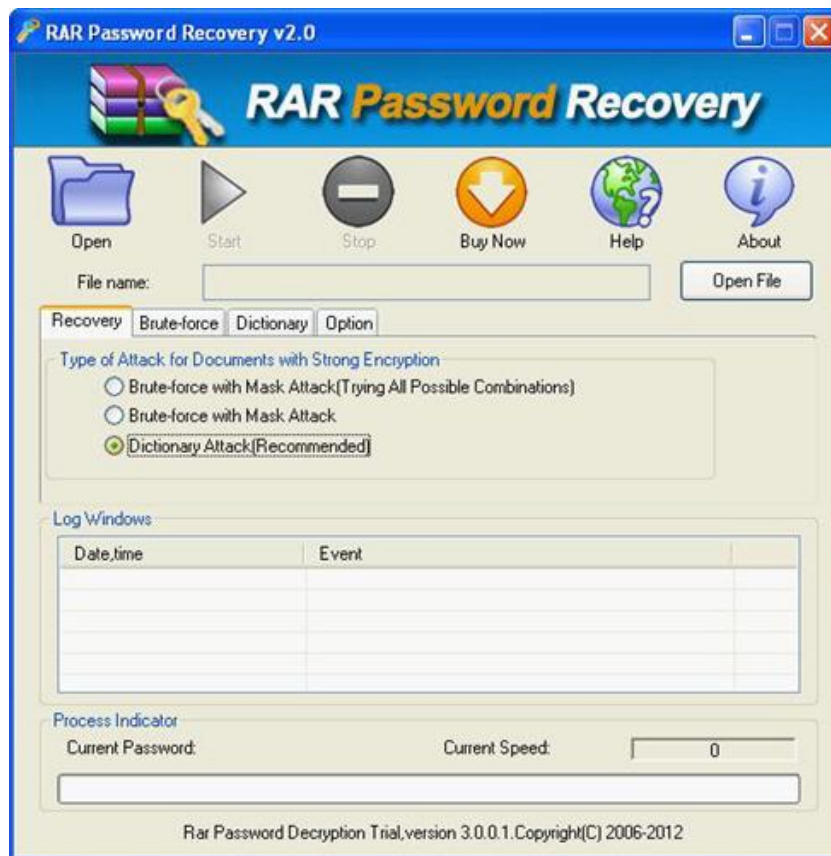 RAR Password Recovery v2.0
RAR Password Recovery
Open Start Stop Buy Now Help About
File name: Open File
Recovery Brute-force Dictionary Option
Type of Attack for Documents with Strong Encryption
Brute-force with Mask Attack(Trying All Possible Combinations)
Brute-force with Mask Attack
Dictionary Attack(Recommended)
Log Windows
Date,time Event
Process Indicator
Current Password: Current Speed: 0
Rar Password Decryption Trial,version 3.0.0.1.Copyright(C) 2006-2012